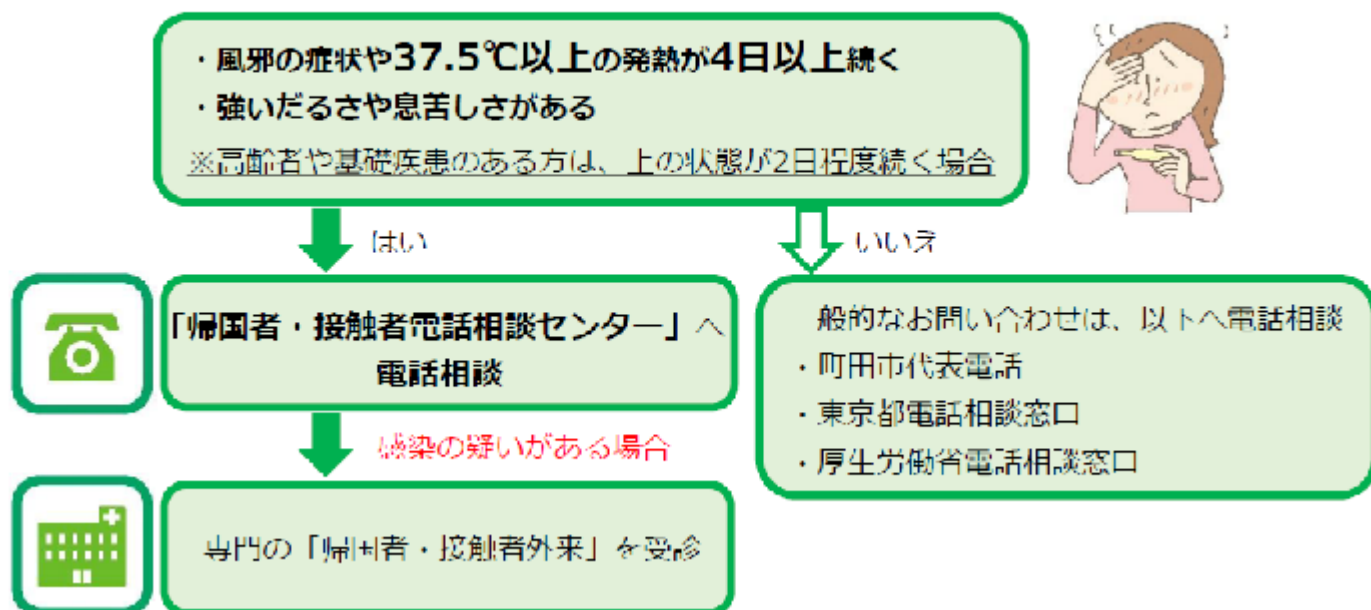 ・風邪の症状や37.5℃以上の発熱が4日以上続く
・強いだるさや息苦しさがある
※高齢者や基礎疾患のある方は、上の状態が2日程度続く場合
はい
いいえ
「帰国者・接触者電話相談センター」へ
電話相談
一般的なお問い合わせは、以下へ電話相談
・町田市代表電話
・東京都電話相談窓口
・厚生労働省電話相談窓口
感染の疑いがある場合
専門の「帰国者・接触者外来」を受診